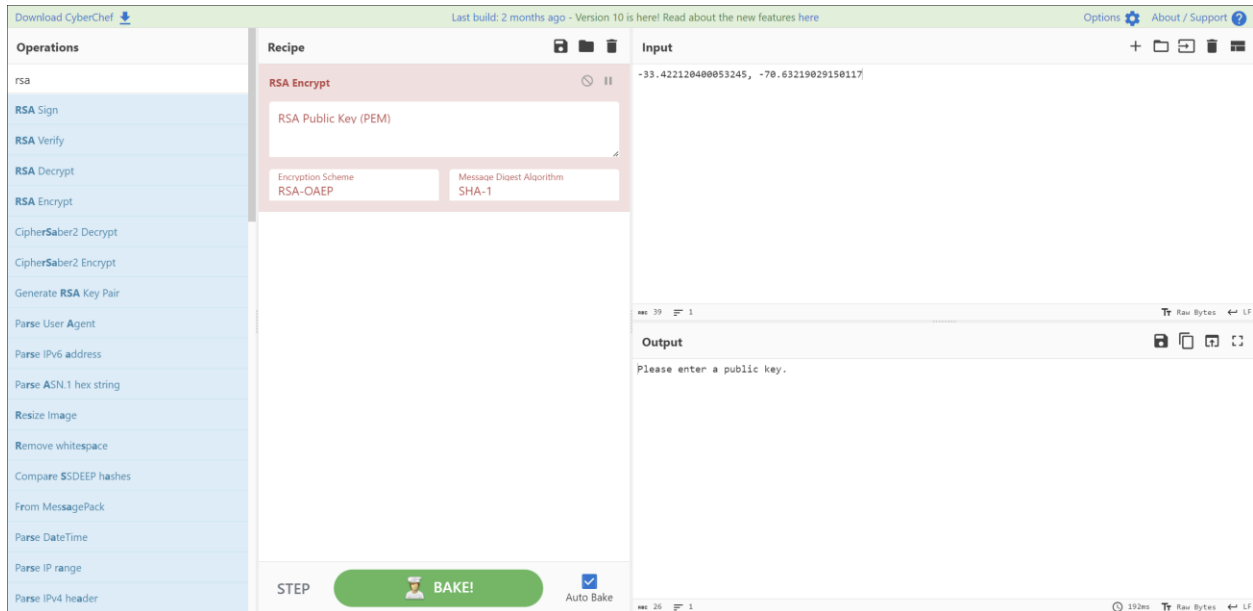 Download CyberChef
Last build: 2 months ago - Version 10 is here! Read about the new features here
Options
About / Support
Operations
rsa
RSA Sign
RSA Verify
RSA Decrypt
RSA Encrypt
CipherSaber2 Decrypt
CipherSaber2 Encrypt
Generate RSA Key Pair
Parse User Agent
Parse IPv6 address
Parse ASN.1 hex string
Resize Image
Remove whitespace
Compare SSDEEP hashes
From MessagePack
Parse DateTime
Parse IP range
Parse IPv4 header
Recipe
RSA Encrypt
RSA Public Key (PEM)
Encryption Scheme
RSA-OAEP
Message Digest Algorithm
SHA-1
STEP
BAKE!
Auto Bake
Input
-33.422120400053245, -70.63219029150117
ABC 39 1
Tr Raw Bytes LF
Output
Please enter a public key.
ABC 26 1
192ms Tr Raw Bytes LF